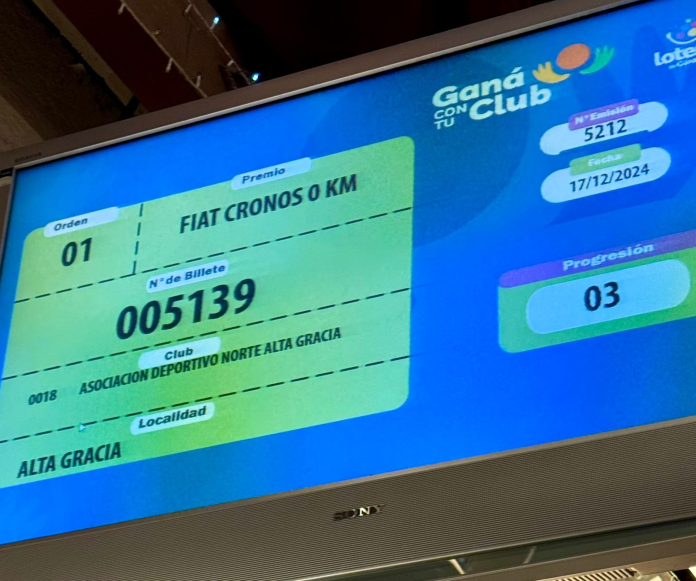 Ganá
CON TU
Club
N° Emisión
5212
Fecha
17/12/2024
Orden
01
Premio
FIAT CRONOS 0 KM
N° de Billete
005139
Club
0018 ASOCIACION DEPORTIVO NORTE ALTA GRACIA
Localidad
ALTA GRACIA
Progresión
03
SONY